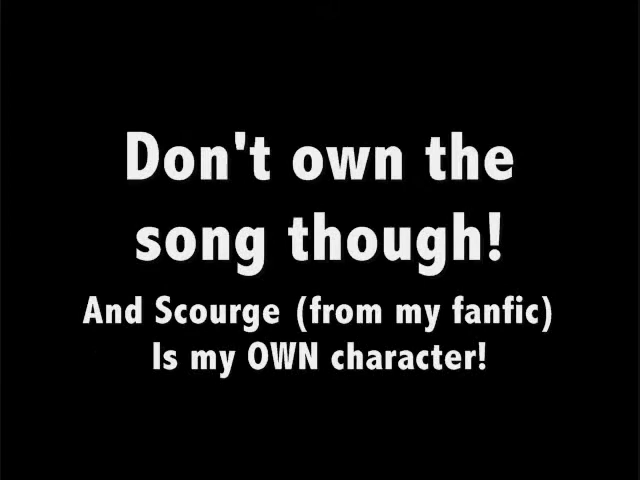 Don't own the
song though!
And Scourge (from my fanfic)
Is my OWN character!